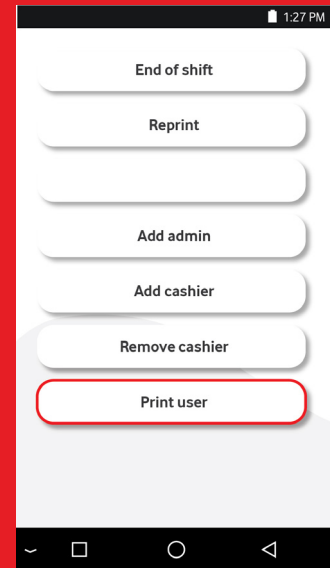 1:27 PM
End of shift
Reprint
Add admin
Add cashier
Remove cashier
Print user